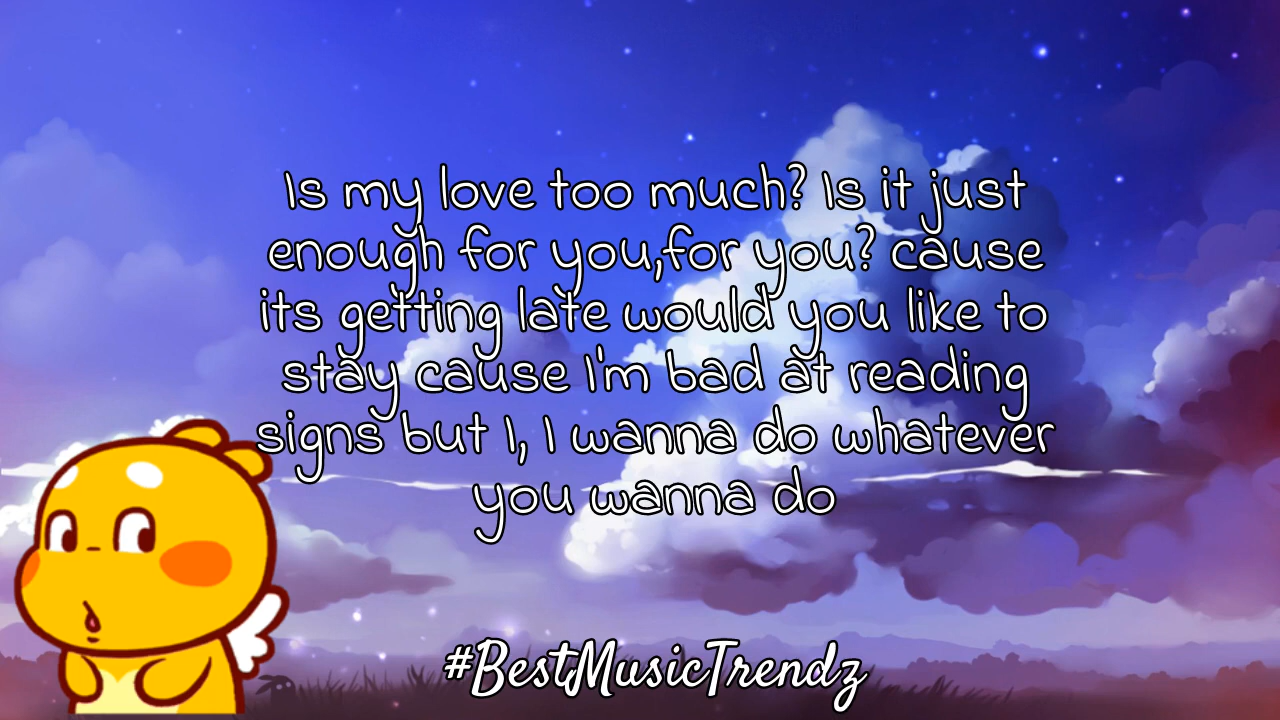 Is my love too much? Is it just
enough for you,for you? cause
its getting late would you like to
stay cause I'm bad at reading
signs but I, I wanna do whatever
you wanna do
#BestMusicTrendz